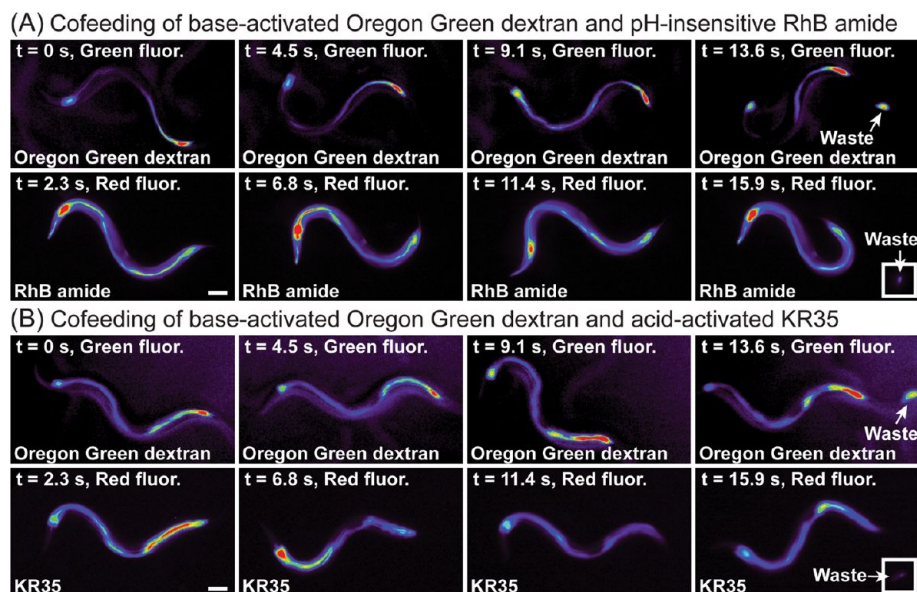 (A) Cofeeding of base-activated Oregon Green dextran and pH-insensitive RhB amide
t = 0 s, Green fluor.
Oregon Green dextran
t = 4.5 s, Green fluor.
Oregon Green dextran
t = 9.1 s, Green fluor.
Oregon Green dextran
t = 13.6 s, Green fluor.
Waste
Oregon Green dextran
t = 2.3 s, Red fluor.
RhB amide
t = 6.8 s, Red fluor.
RhB amide
t = 11.4 s, Red fluor.
RhB amide
t = 15.9 s, Red fluor.
Waste
RhB amide
(B) Cofeeding of base-activated Oregon Green dextran and acid-activated KR35
t = 0 s, Green fluor.
Oregon Green dextran
t = 4.5 s, Green fluor.
Oregon Green dextran
t = 9.1 s, Green fluor.
Oregon Green dextran
t = 13.6 s, Green fluor.
Waste
Oregon Green dextran
t = 2.3 s, Red fluor.
KR35
t = 6.8 s, Red fluor.
KR35
t = 11.4 s, Red fluor.
KR35
t = 15.9 s, Red fluor.
Waste
KR35